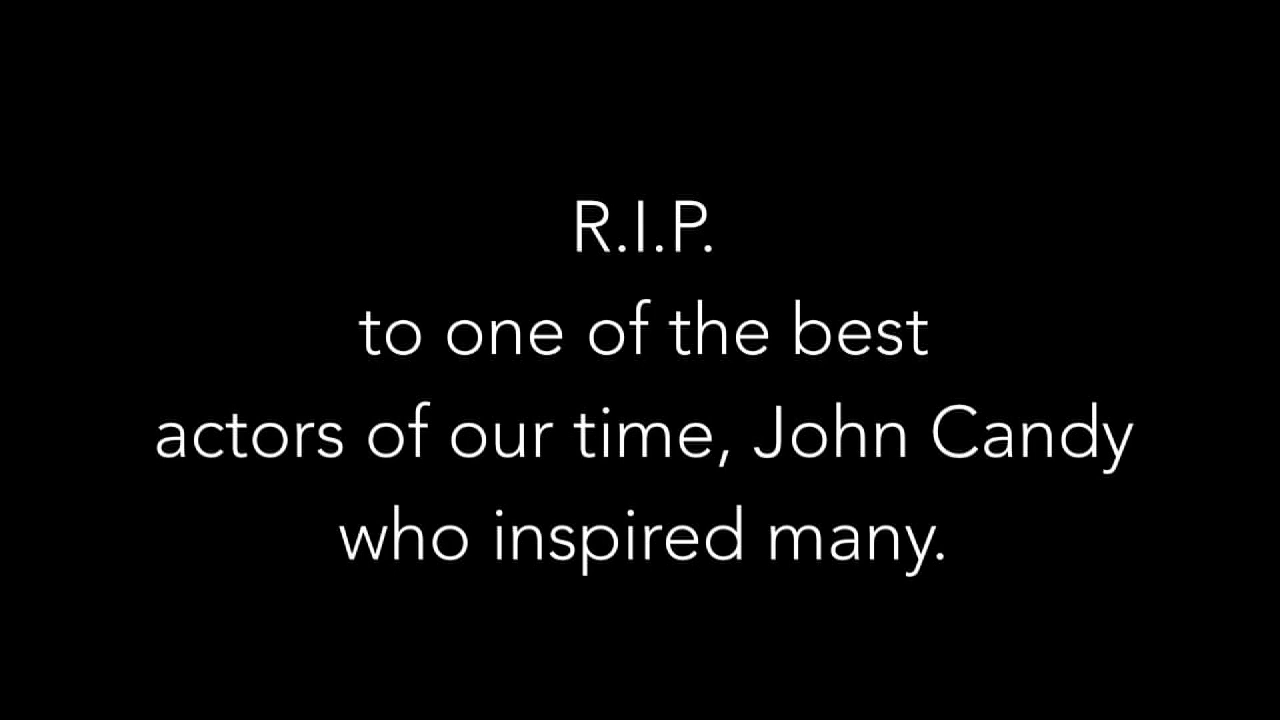 R.I.P.
to one of the best
actors of our time, John Candy
who inspired many.